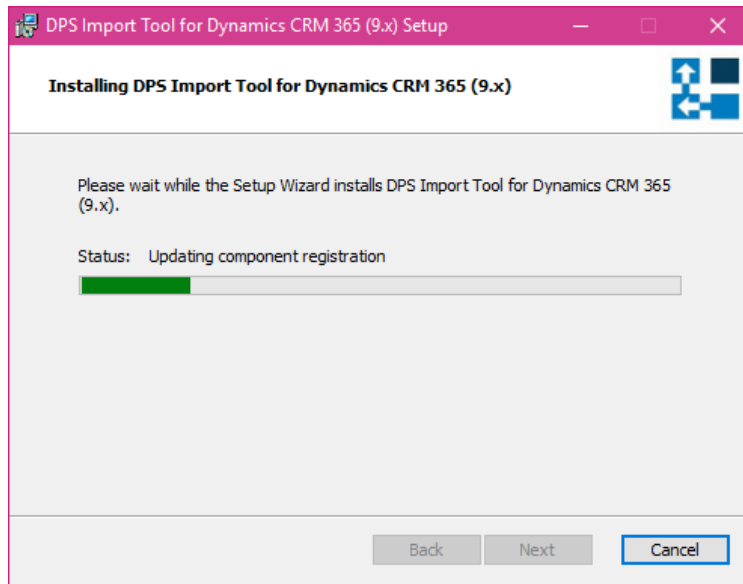 DPS Import Tool for Dynamics CRM 365 (9.x) Setup
Installing DPS Import Tool for Dynamics CRM 365 (9.x)
Please wait while the Setup Wizard installs DPS Import Tool for Dynamics CRM 365
(9.x).
Status: Updating component registration
Back Next Cancel